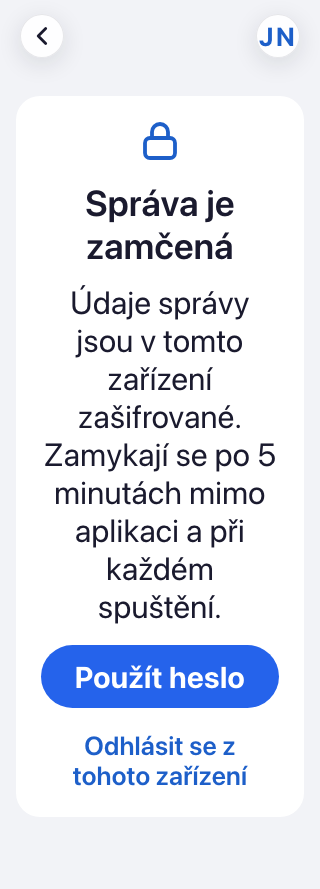 JN
Správa je
zamčená
Údaje správy
jsou v tomto
zařízení
zašifrované.
Zamykají se po 5
minutách mimo
aplikaci a při
každém
spuštění.
Použít heslo
Odhlásit se z
tohoto zařízení